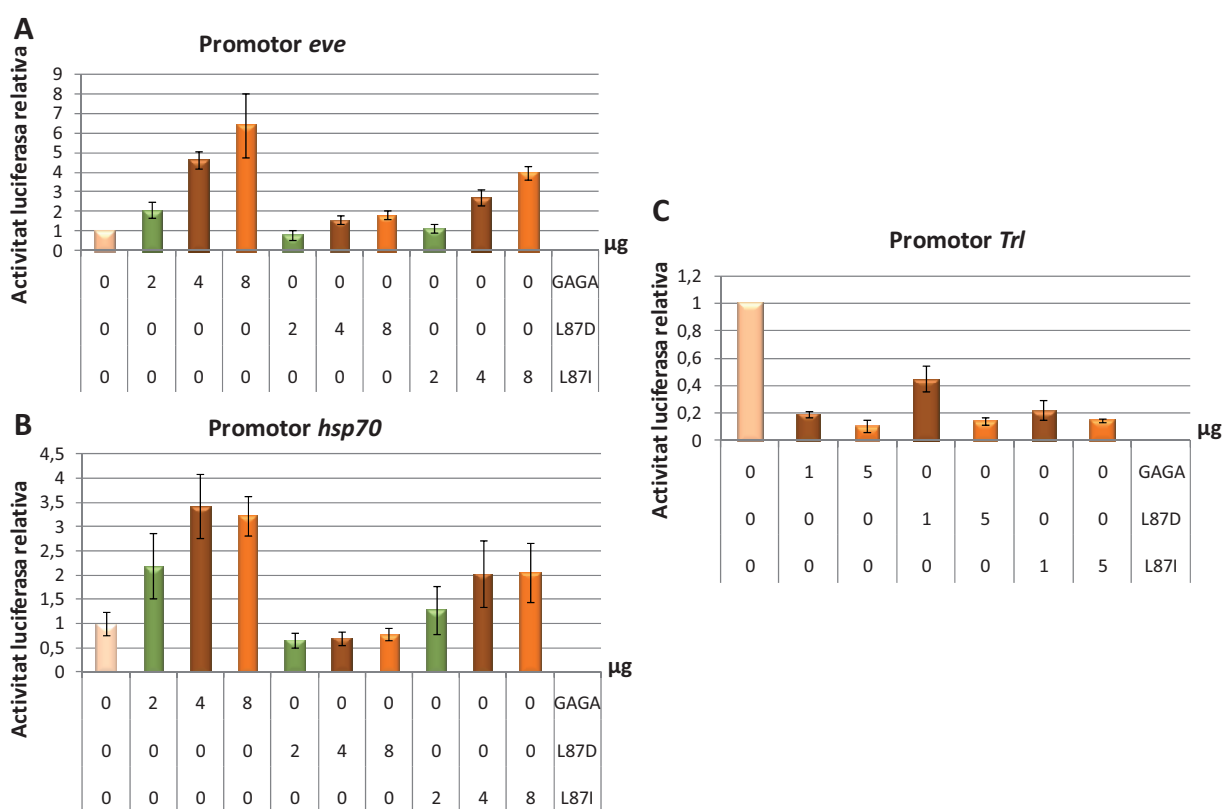 A
Promotor eve
Activitat luciferasa relativa
9
8
7
6
5
4
3
2
1
0
µg
0 2 4 8 0 0 0 0 0 0 GAGA
0 0 0 0 2 4 8 0 0 0 L87D
0 0 0 0 0 0 0 2 4 8 L87I
B
Promotor hsp70
Activitat luciferasa relativa
4,5
4
3,5
3
2,5
2
1,5
1
0,5
0
µg
0 2 4 8 0 0 0 0 0 0 GAGA
0 0 0 0 2 4 8 0 0 0 L87D
0 0 0 0 0 0 0 2 4 8 L87I
C
Promotor Trl
Activitat luciferasa relativa
1,2
1
0,8
0,6
0,4
0,2
0
µg
0 1 5 0 0 0 0 GAGA
0 0 0 1 5 0 0 L87D
0 0 0 0 0 1 5 L87I